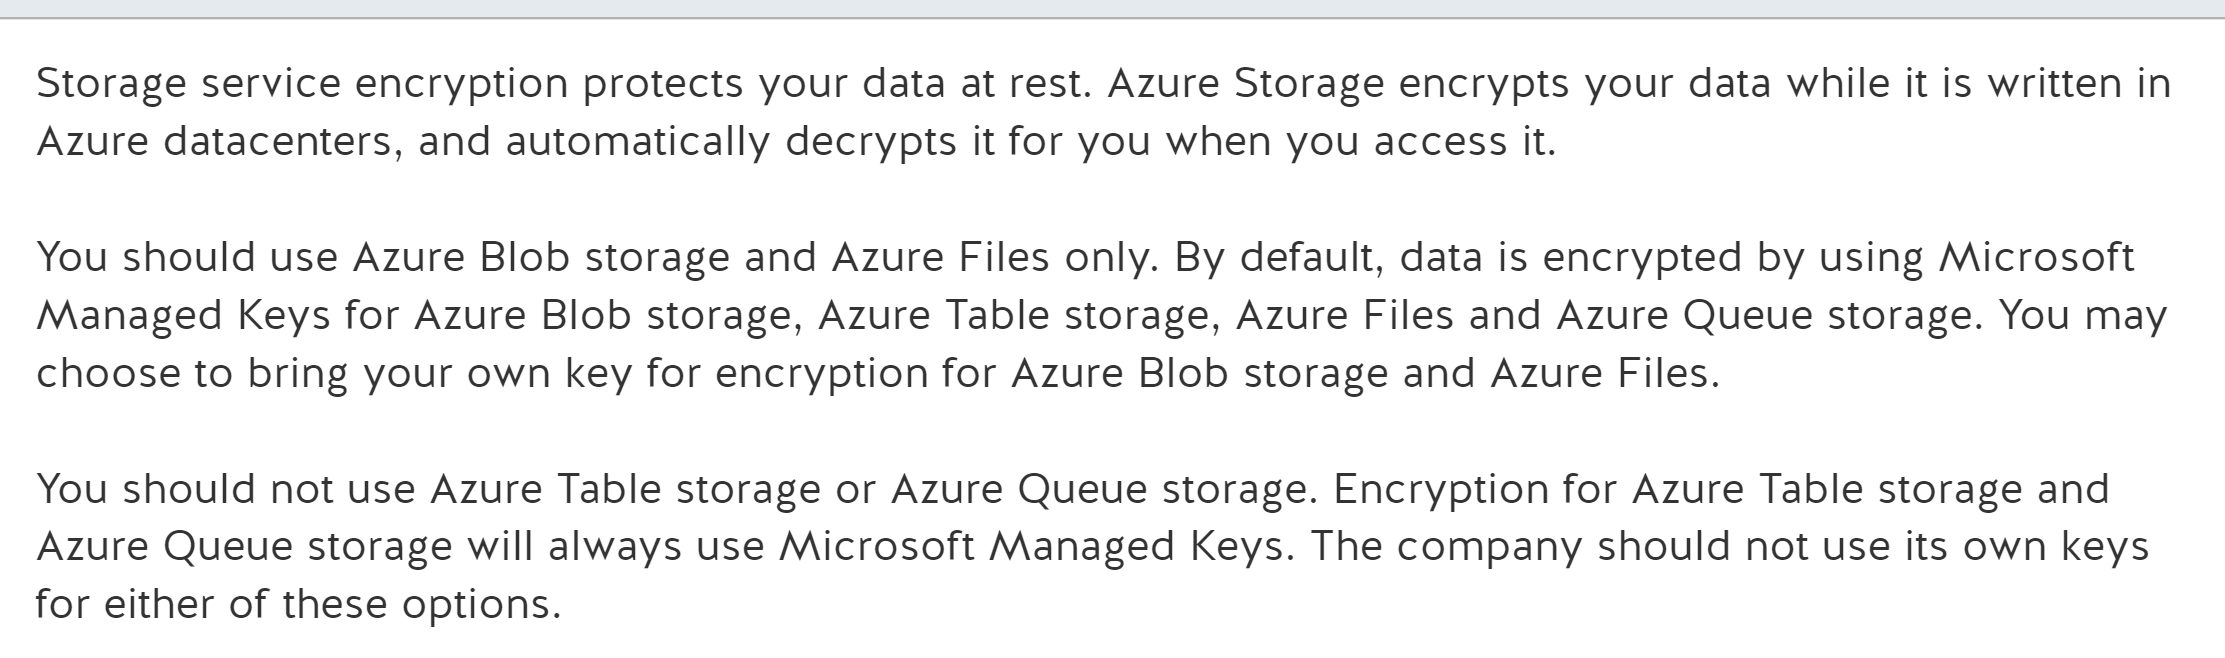 Storage service encryption protects your data at rest. Azure Storage encrypts your data while it is written in
Azure datacenters, and automatically decrypts it for you when you access it.
You should use Azure Blob storage and Azure Files only. By default, data is encrypted by using Microsoft
Managed Keys for Azure Blob storage, Azure Table storage, Azure Files and Azure Queue storage. You may
choose to bring your own key for encryption for Azure Blob storage and Azure Files.
You should not use Azure Table storage or Azure Queue storage. Encryption for Azure Table storage and
Azure Queue storage will always use Microsoft Managed Keys. The company should not use its own keys
for either of these options.